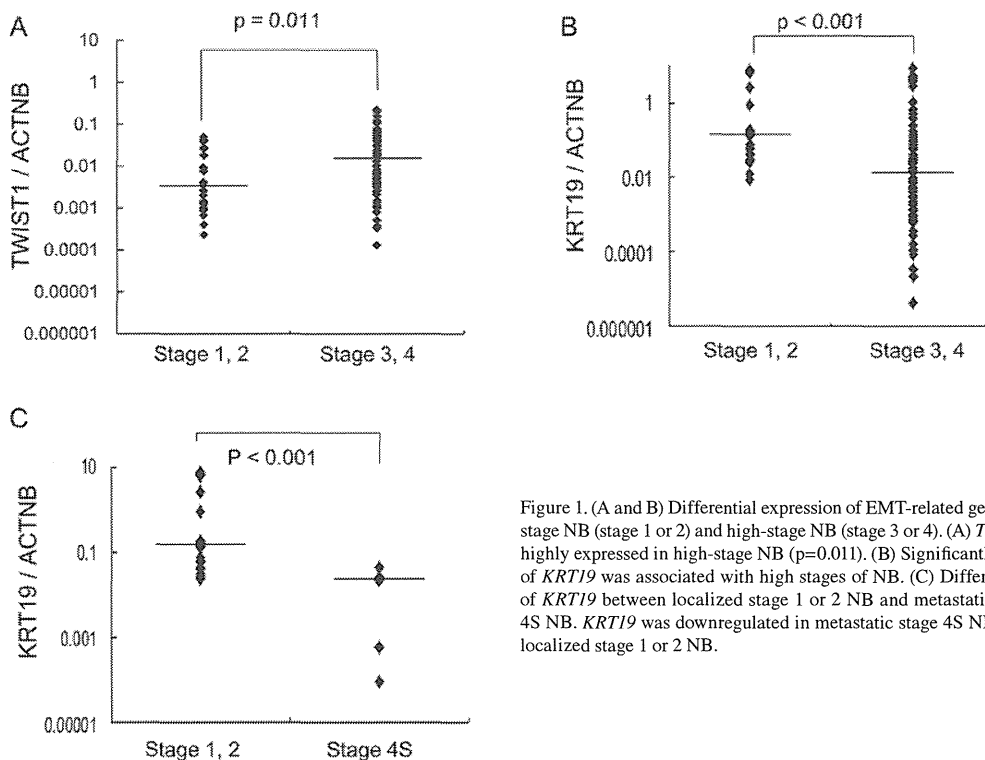 A
p = 0.011
10
1
0.1
0.01
0.001
0.0001
0.00001
0.000001
TWIST1 / ACTNB
Stage 1, 2
Stage 3, 4
B
p < 0.001
1
0.01
0.0001
0.000001
KRT19 / ACTNB
Stage 1, 2
Stage 3, 4
C
P < 0.001
10
0.1
0.001
0.00001
KRT19 / ACTNB
Stage 1, 2
Stage 4S
Figure 1. (A and B) Differential expression of EMT-related ge
stage NB (stage 1 or 2) and high-stage NB (stage 3 or 4). (A) T
highly expressed in high-stage NB (p=0.011). (B) Significantl
of KRT19 was associated with high stages of NB. (C) Differ
of KRT19 between localized stage 1 or 2 NB and metastati
4S NB. KRT19 was downregulated in metastatic stage 4S N
localized stage 1 or 2 NB.